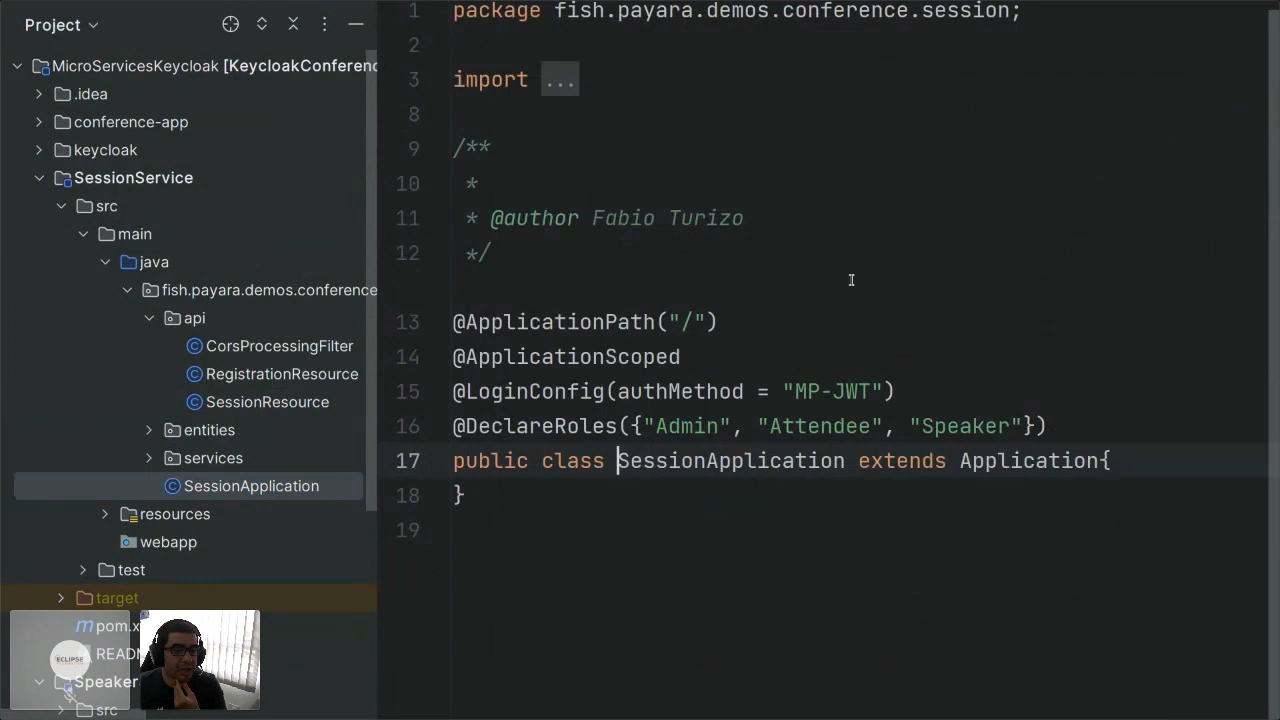 Project
MicroServicesKeycloak [KeycloakConferenc
.idea
conference-app
keycloak
SessionService
src
main
java
fish.payara.demos.conference
api
CorsProcessingFilter
RegistrationResource
SessionResource
entities
services
SessionApplication
resources
webapp
test
target
pom.x
READM
Speaker
src
ECLIPSE
1 package fish.payara.demos.conference.session;
2
3 import ...
8
9 /**
10 *
11 * @author Fabio Turizo
12 */
13 @ApplicationPath("/")
14 @ApplicationScoped
15 @LoginConfig(authMethod = "MP-JWT")
16 @DeclareRoles({"Admin", "Attendee", "Speaker"})
17 public class SessionApplication extends Application{
18 }
19